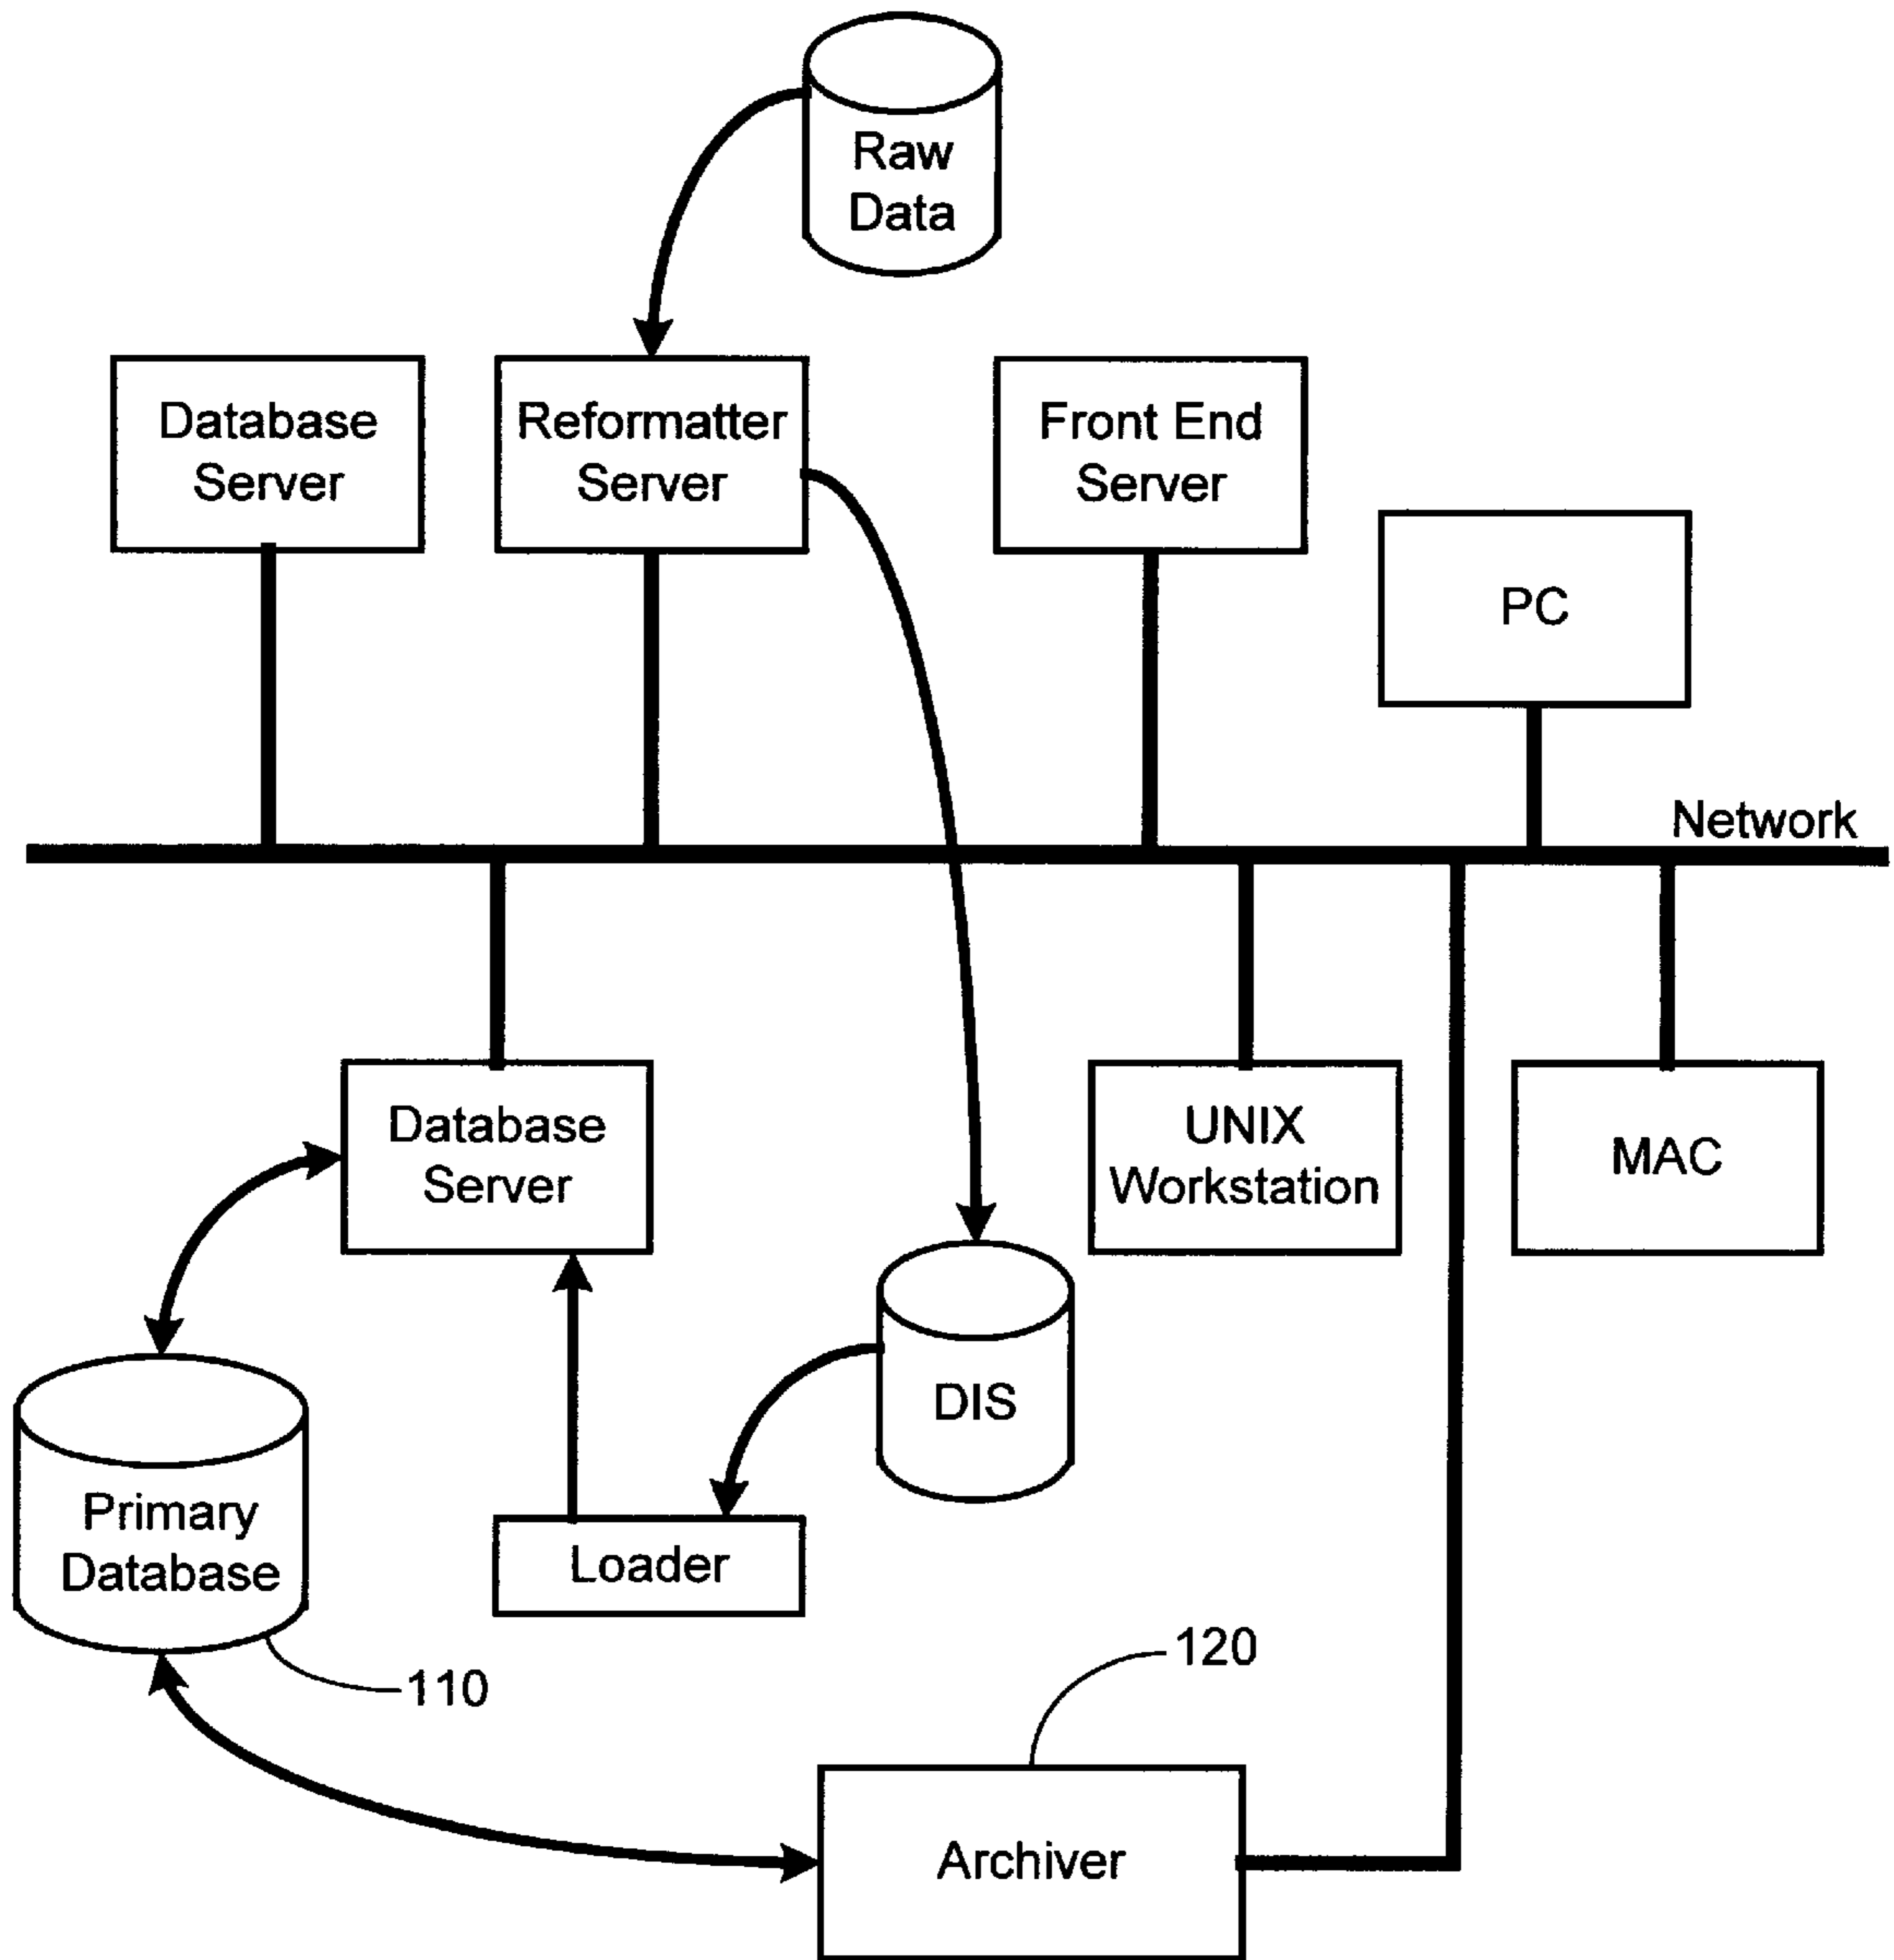 Raw
Data
Database
Server
Reformatter
Server
Front End
Server
PC
Network
Database
Server
UNIX
Workstation
MAC
DIS
Primary
Database
Loader
110
120
Archiver